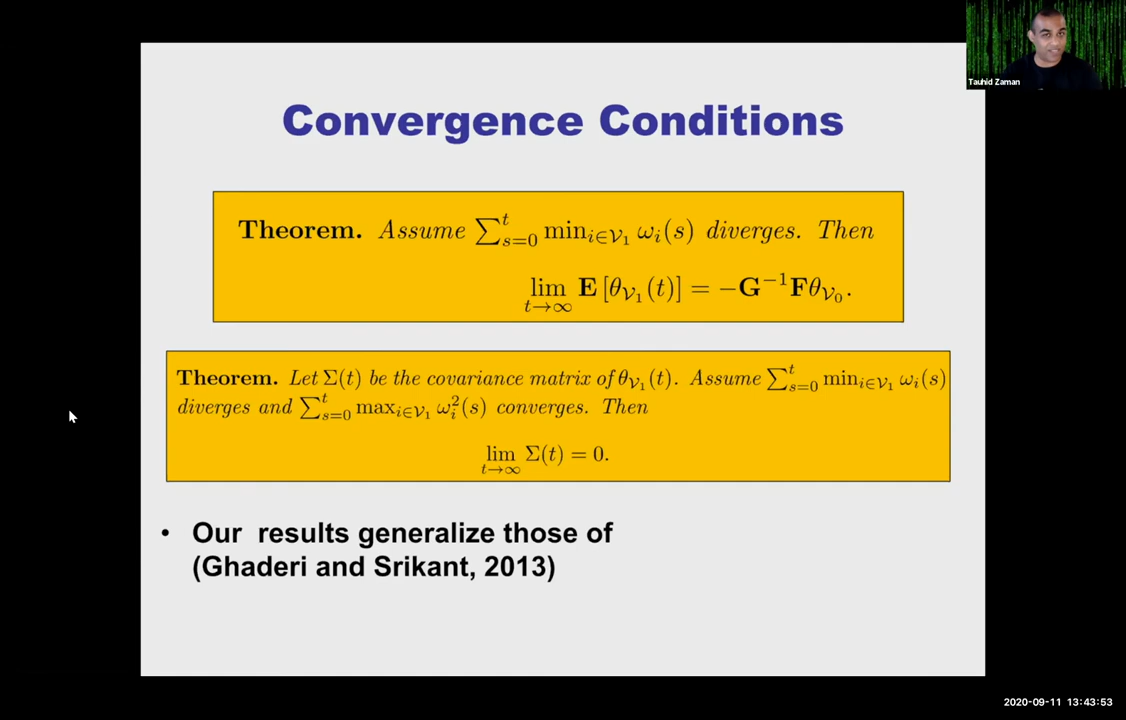 Tauhid Zaman
Convergence Conditions
Theorem. Assume ∑_{s=0}^{t} min_{i∈𝒱₁} ω_i(s) diverges. Then
lim_{t→∞} E [θ_{𝒱₁}(t)] = −G⁻¹Fθ_{𝒱₀}.
Theorem. Let Σ(t) be the covariance matrix of θ_{𝒱₁}(t). Assume ∑_{s=0}^{t} min_{i∈𝒱₁} ω_i(s)
diverges and ∑_{s=0}^{t} max_{i∈𝒱₁} ω_i²(s) converges. Then
lim_{t→∞} Σ(t) = 0.
• Our results generalize those of
(Ghaderi and Srikant, 2013)
2020-09-11 13:43:53